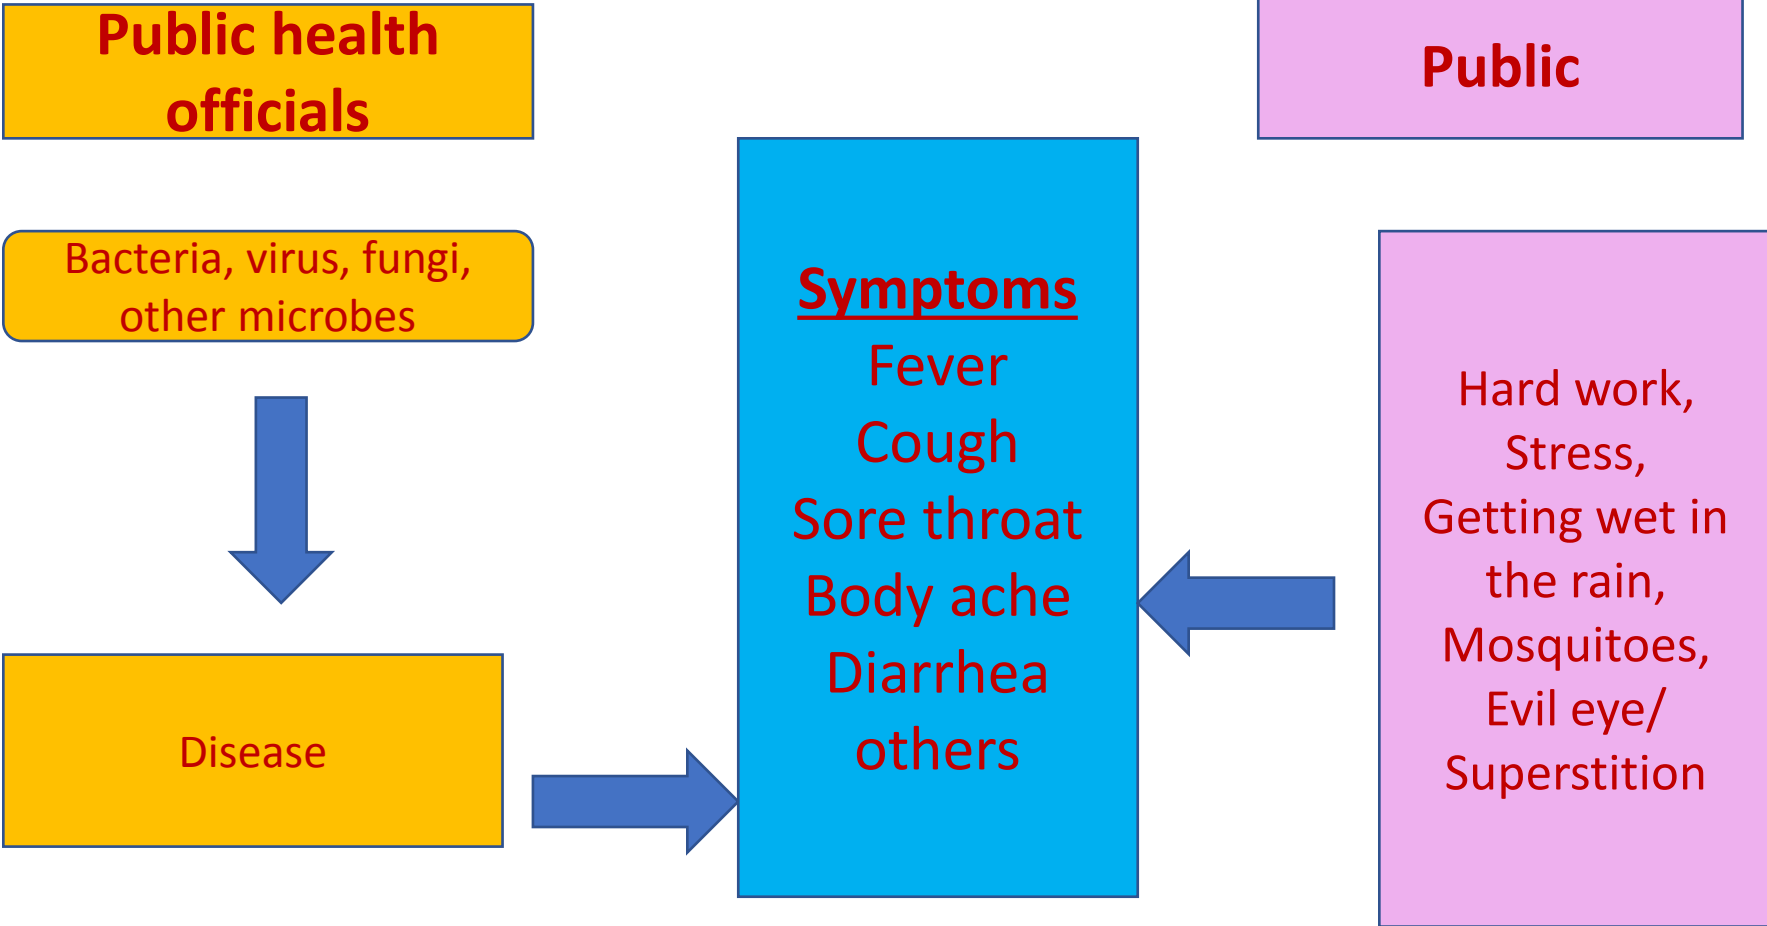 Public health
officials
Public
Bacteria, virus, fungi,
other microbes
Disease
Symptoms
Fever
Cough
Sore throat
Body ache
Diarrhea
others
Hard work,
Stress,
Getting wet in
the rain,
Mosquitoes,
Evil eye/
Superstition